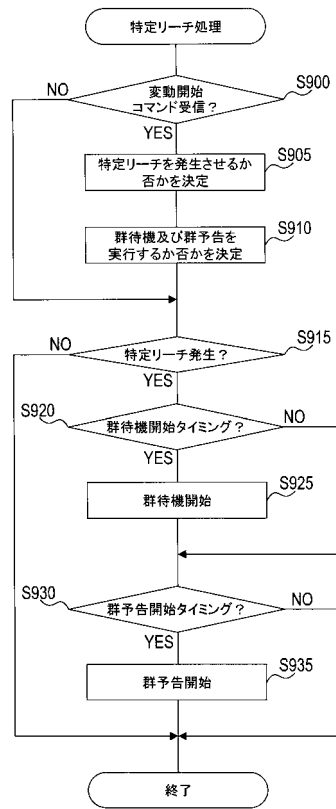 特定リーチ処理
S900
NO
変動開始
コマンド受信？
YES
S905
特定リーチを発生させるか
否かを決定
S910
群待機及び群予告を
実行するか否かを決定
S915
NO
特定リーチ発生？
YES
S920
NO
群待機開始タイミング？
YES
S925
群待機開始
S930
NO
群予告開始タイミング？
YES
S935
群予告開始
終了